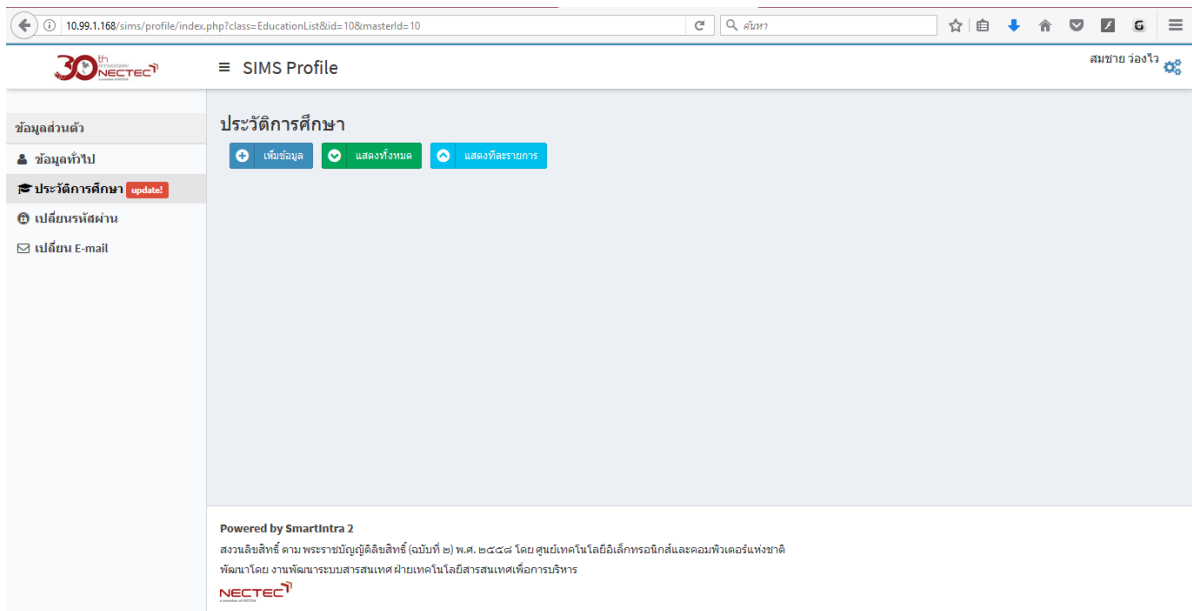 10.99.1.168/sims/profile/index.php?class=EducationList&id=10&masterId=10
ค้นหา
30th
anniversary
NECTEC
SIMS Profile
สมชาย ว่องไว
ข้อมูลส่วนตัว
ข้อมูลทั่วไป
ประวัติการศึกษา update!
เปลี่ยนรหัสผ่าน
เปลี่ยน E-mail
ประวัติการศึกษา
เพิ่มข้อมูล
แสดงทั้งหมด
แสดงทีละรายการ
Powered by SmartIntra 2
สงวนลิขสิทธิ์ ตาม พระราชบัญญัติลิขสิทธิ์ (ฉบับที่ ๒) พ.ศ. ๒๕๕๘ โดย ศูนย์เทคโนโลยีอิเล็กทรอนิกส์และคอมพิวเตอร์แห่งชาติ
พัฒนาโดย งานพัฒนาระบบสารสนเทศ ฝ่ายเทคโนโลยีสารสนเทศเพื่อการบริหาร
NECTEC